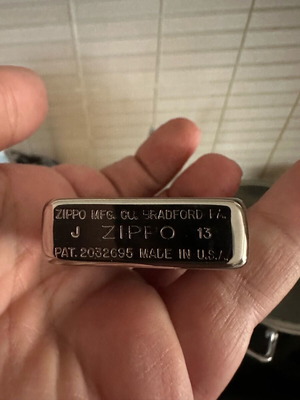 ZIPPO MFG. CO. BRADFORD PA.
J ZIPPO 13
PAT. 2032695 MADE IN U.S.A.